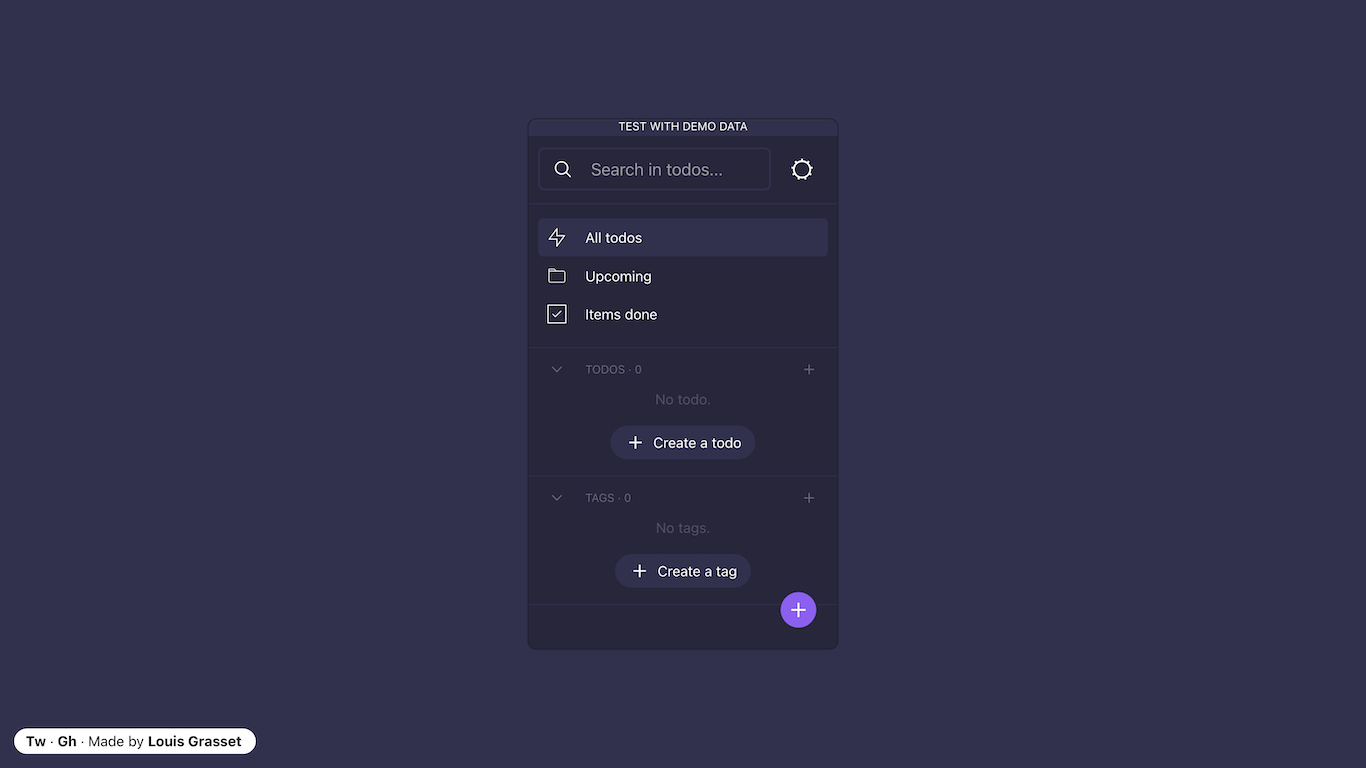 TEST WITH DEMO DATA
Search in todos...
All todos
Upcoming
Items done
TODOS · 0
No todo.
Create a todo
TAGS · 0
No tags.
Create a tag
Tw · Gh · Made by Louis Grasset